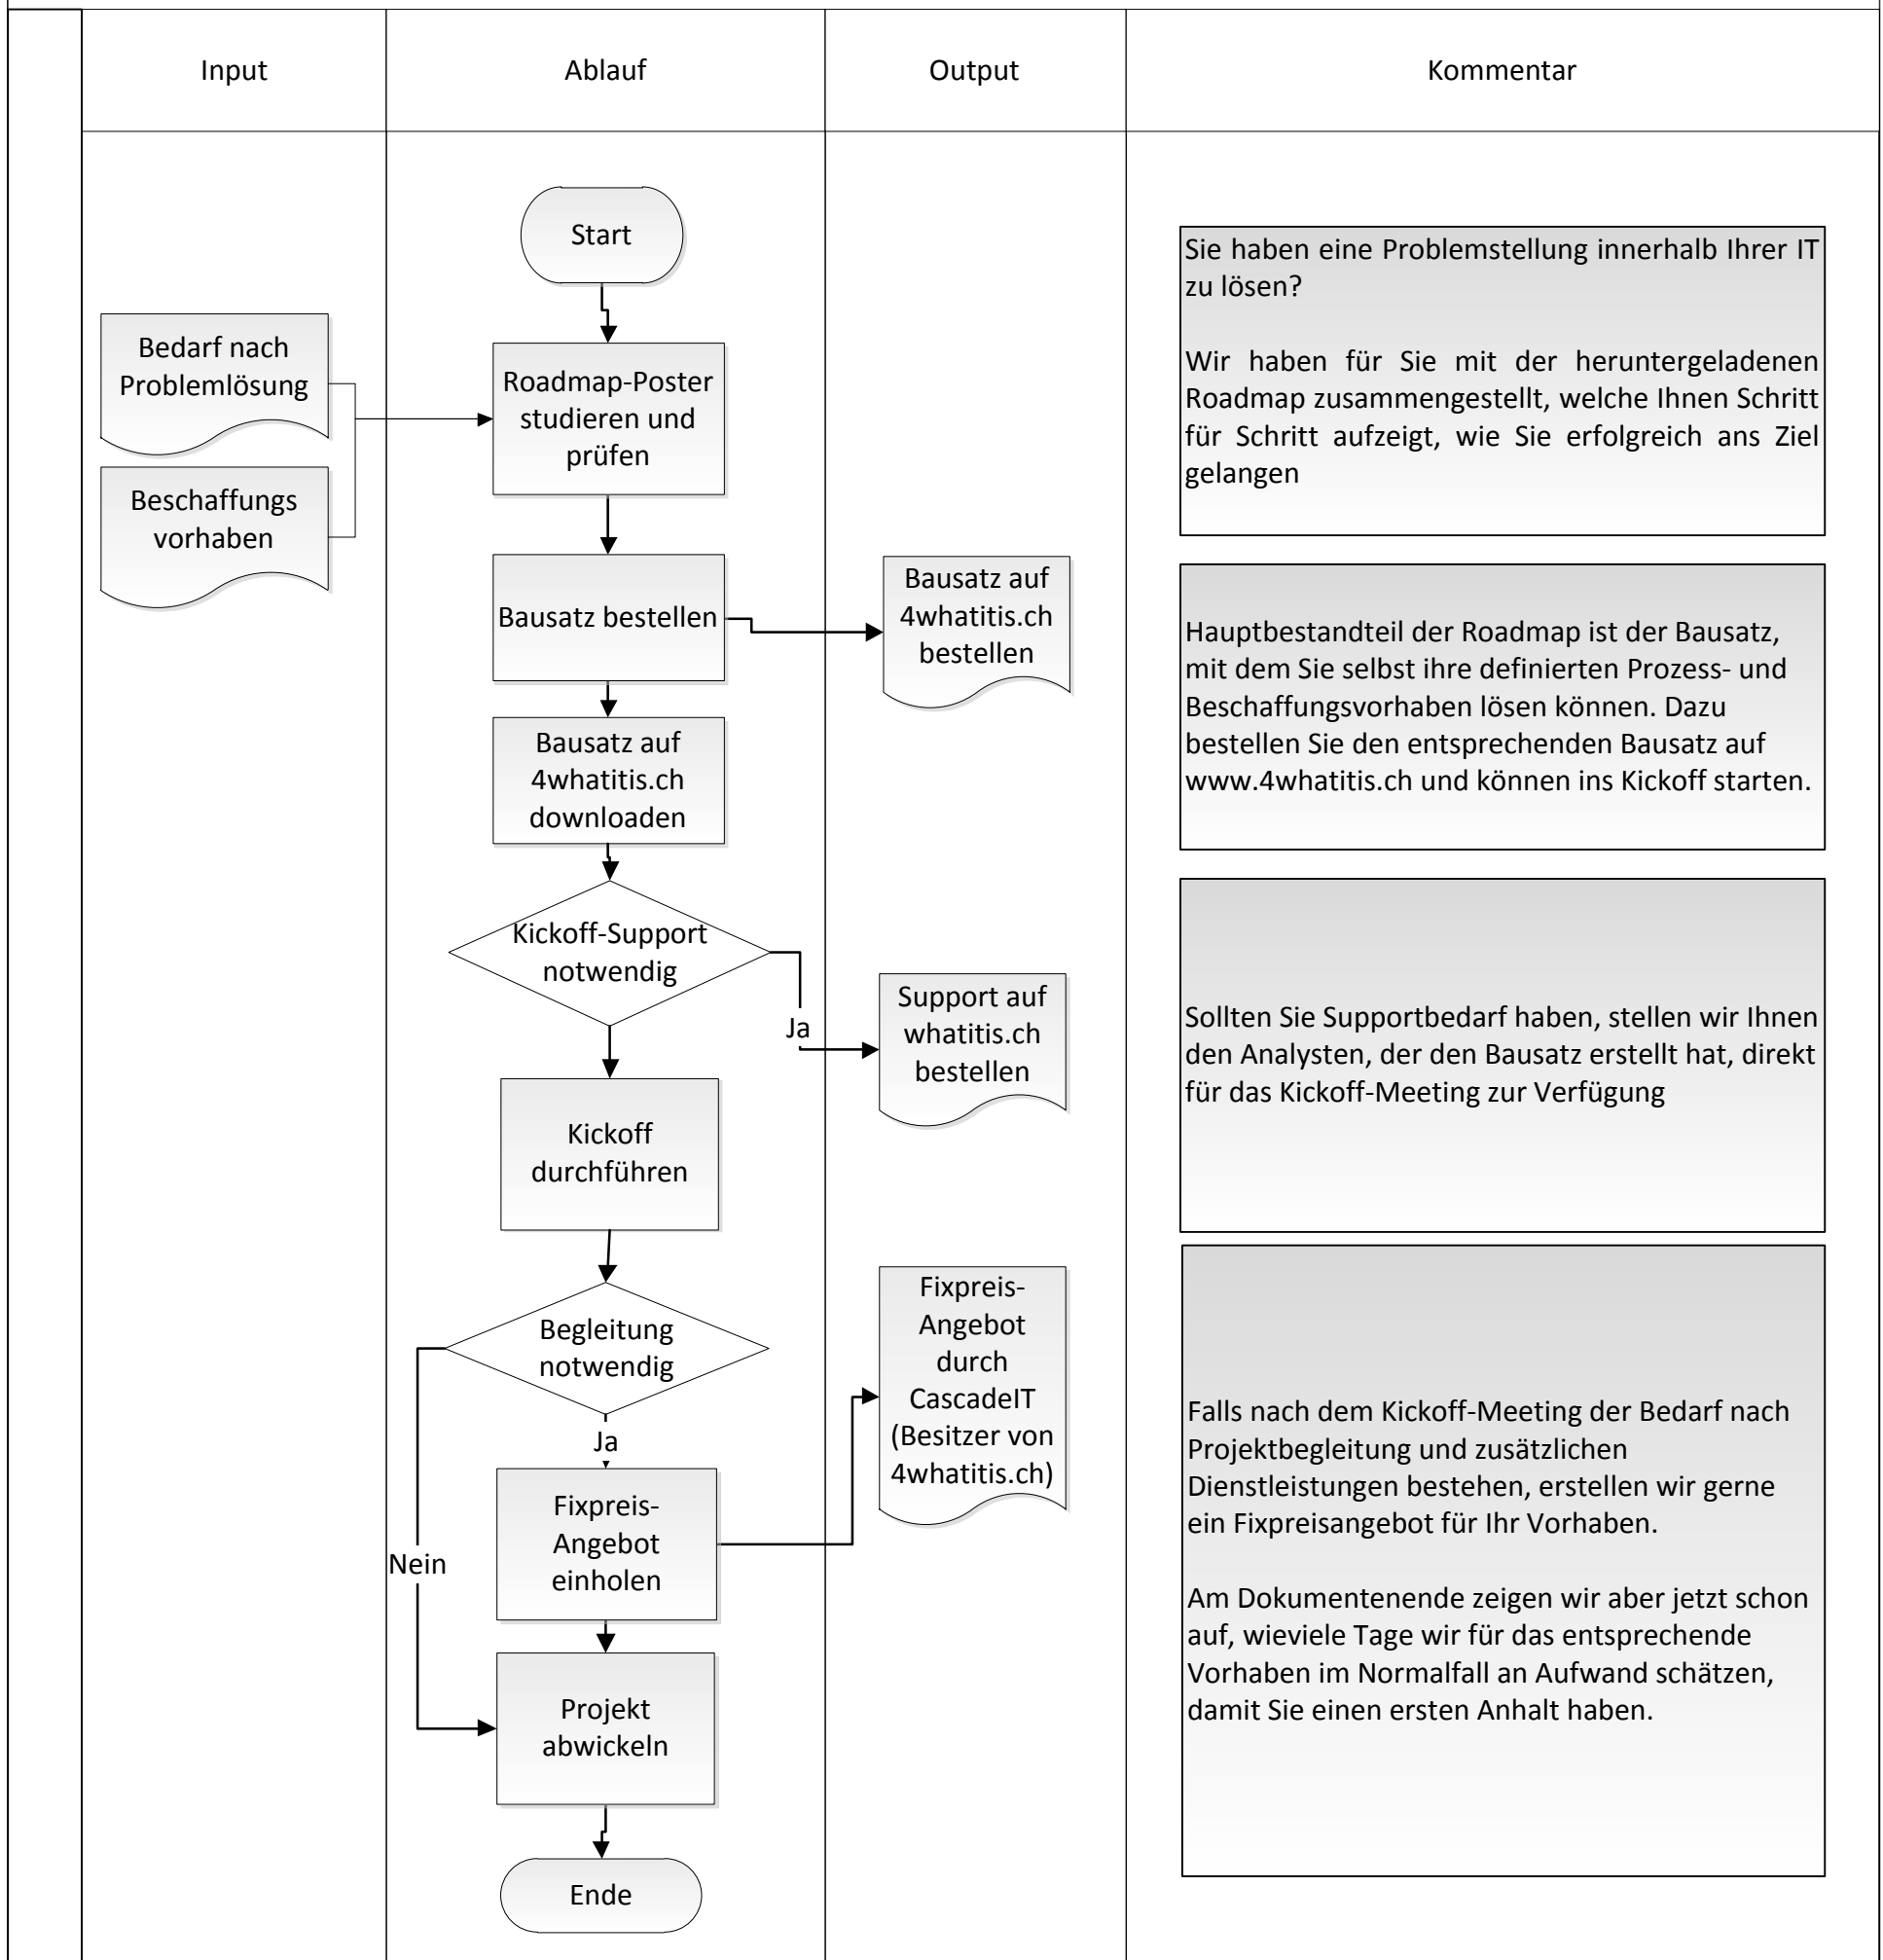 Input
Ablauf
Output
Kommentar
Start
Bedarf nach
Problemlösung
Beschaffungs
vorhaben
Roadmap-Poster
studieren und
prüfen
Bausatz bestellen
Bausatz auf
4whatitis.ch
bestellen
Bausatz auf
4whatitis.ch
downloaden
Kickoff-Support
notwendig
Ja
Support auf
whatitis.ch
bestellen
Kickoff
durchführen
Begleitung
notwendig
Ja
Nein
Fixpreis-
Angebot
einholen
Fixpreis-
Angebot
durch
CascadeIT
(Besitzer von
4whatitis.ch)
Projekt
abwickeln
Ende
Sie haben eine Problemstellung innerhalb Ihrer IT
zu lösen?
Wir haben für Sie mit der heruntergeladenen
Roadmap zusammengestellt, welche Ihnen Schritt
für Schritt aufzeigt, wie Sie erfolgreich ans Ziel
gelangen
Hauptbestandteil der Roadmap ist der Bausatz,
mit dem Sie selbst ihre definierten Prozess- und
Beschaffungsvorhaben lösen können. Dazu
bestellen Sie den entsprechenden Bausatz auf
www.4whatitis.ch und können ins Kickoff starten.
Sollten Sie Supportbedarf haben, stellen wir Ihnen
den Analysten, der den Bausatz erstellt hat, direkt
für das Kickoff-Meeting zur Verfügung
Falls nach dem Kickoff-Meeting der Bedarf nach
Projektbegleitung und zusätzlichen
Dienstleistungen bestehen, erstellen wir gerne
ein Fixpreisangebot für Ihr Vorhaben.
Am Dokumentenende zeigen wir aber jetzt schon
auf, wieviele Tage wir für das entsprechende
Vorhaben im Normalfall an Aufwand schätzen,
damit Sie einen ersten Anhalt haben.